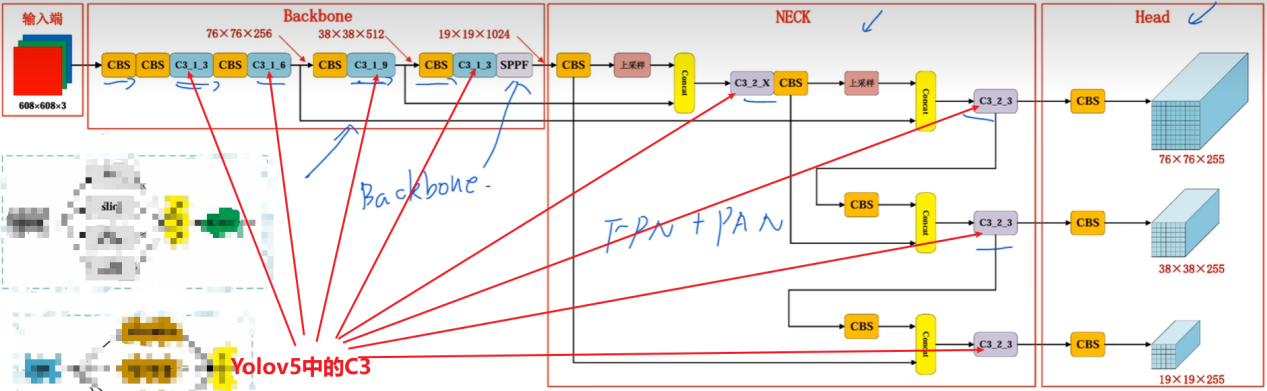 输入端
608×608×3
Backbone
76×76×256
38×38×512
19×19×1024
CBS
CBS
C3_1_3
CBS
C3_1_6
CBS
C3_1_9
CBS
C3_1_3
SPPF
NECK
CBS
上采样
Concat
C3_2_X
CBS
上采样
Concat
C3_2_3
CBS
Concat
C3_2_3
CBS
Concat
C3_2_3
Head
CBS
76×76×255
CBS
38×38×255
CBS
19×19×255
Backbone.
FPN + PAN
slic
Yolov5中的C3